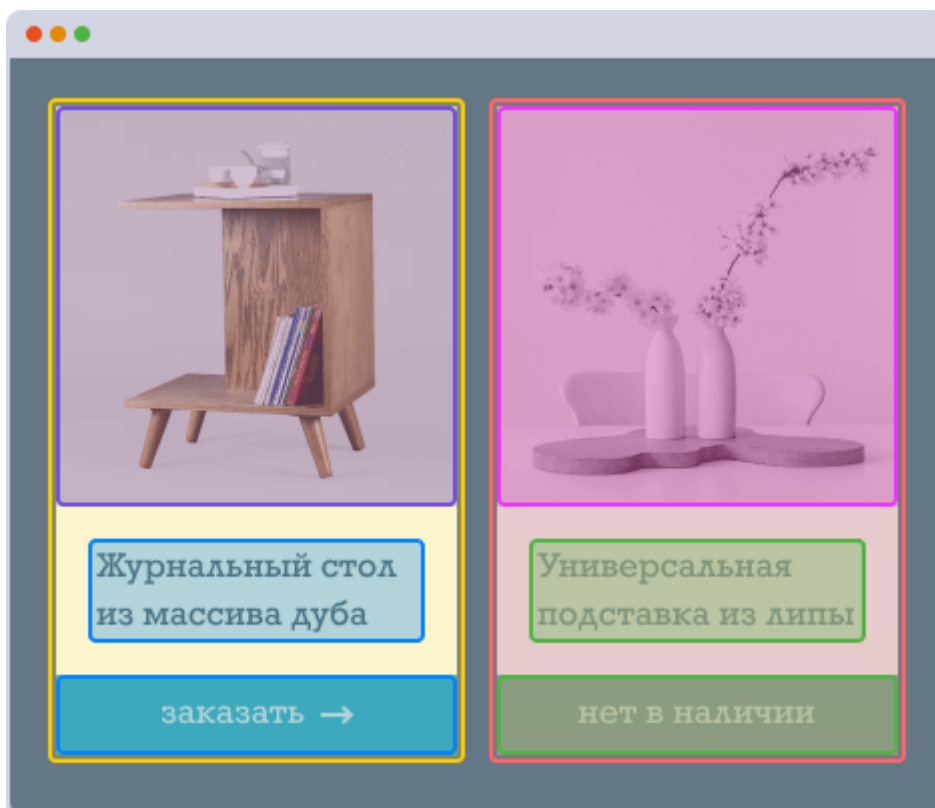 Журнальный стол
из массива дуба
заказать →
Универсальная
подставка из липы
нет в наличии